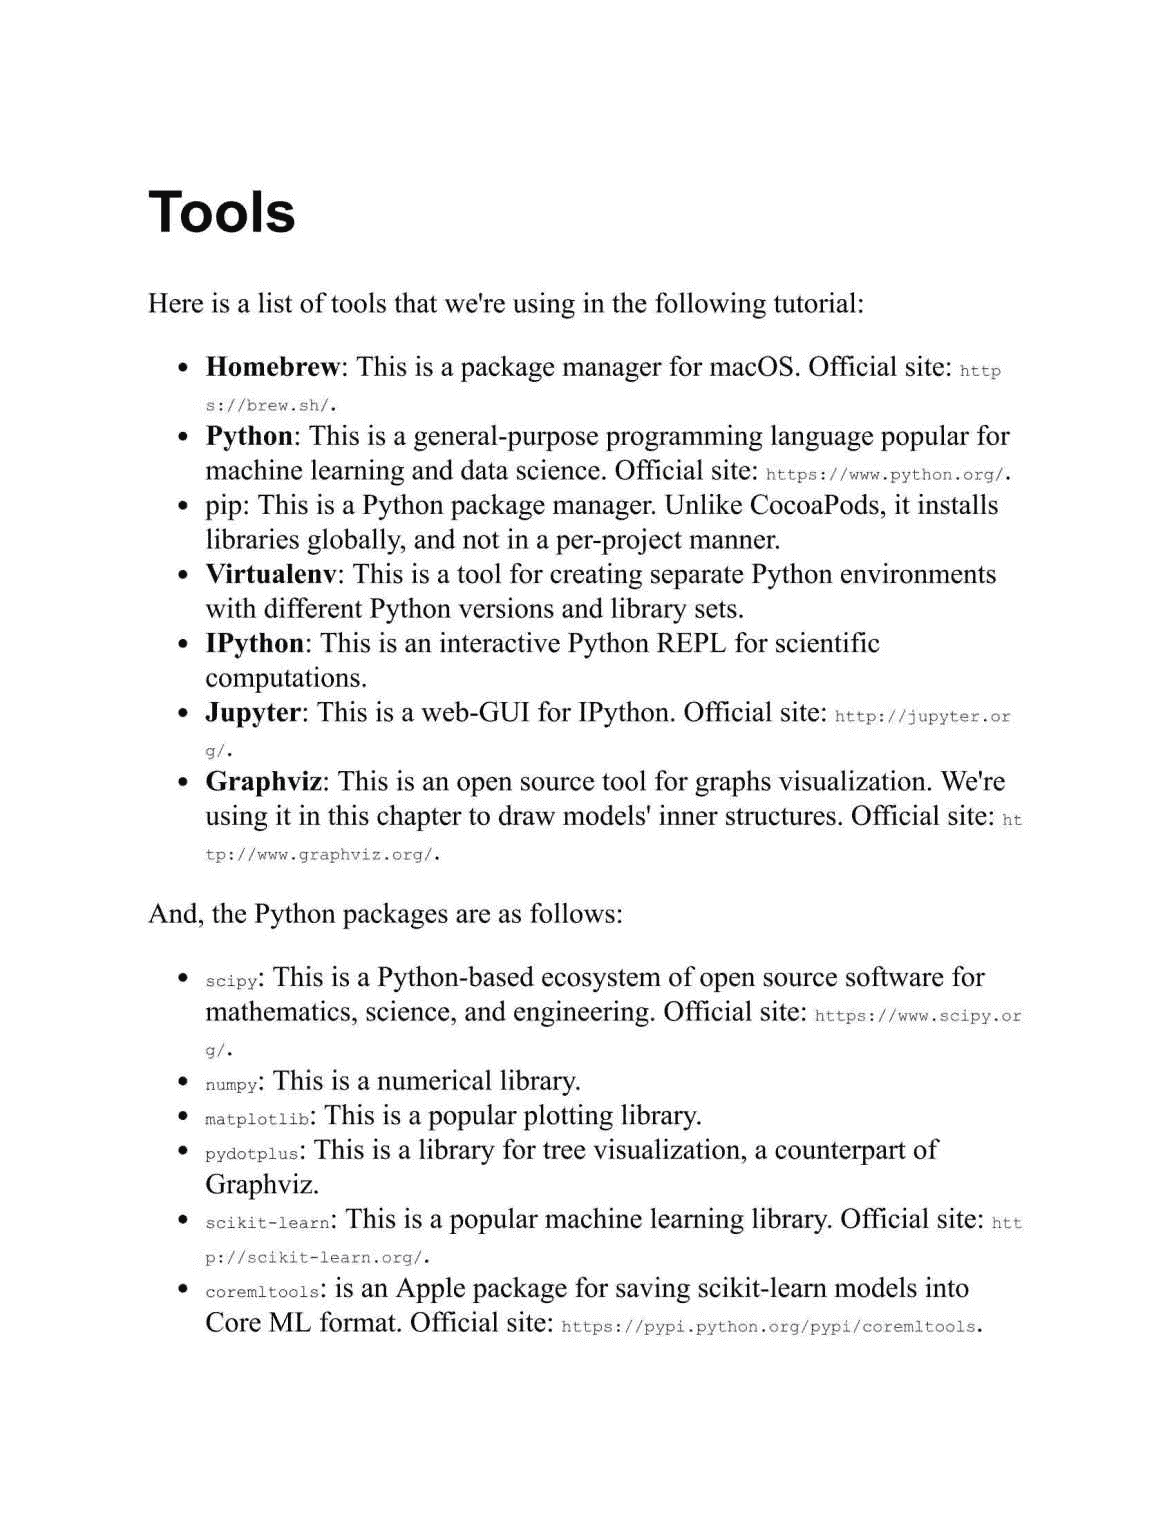 Tools
Here is a list of tools that we're using in the following tutorial:
• Homebrew: This is a package manager for macOS. Official site: http
s://brew.sh/.
• Python: This is a general-purpose programming language popular for
machine learning and data science. Official site: https://www.python.org/.
• pip: This is a Python package manager. Unlike CocoaPods, it installs
libraries globally, and not in a per-project manner.
• Virtualenv: This is a tool for creating separate Python environments
with different Python versions and library sets.
• IPython: This is an interactive Python REPL for scientific
computations.
• Jupyter: This is a web-GUI for IPython. Official site: http://jupyter.or
g/.
• Graphviz: This is an open source tool for graphs visualization. We're
using it in this chapter to draw models' inner structures. Official site: ht
tp://www.graphviz.org/.
And, the Python packages are as follows:
• scipy: This is a Python-based ecosystem of open source software for
mathematics, science, and engineering. Official site: https://www.scipy.or
g/.
• numpy: This is a numerical library.
• matplotlib: This is a popular plotting library.
• pydotplus: This is a library for tree visualization, a counterpart of
Graphviz.
• scikit-learn: This is a popular machine learning library. Official site: htt
p://scikit-learn.org/.
• coremltools: is an Apple package for saving scikit-learn models into
Core ML format. Official site: https://pypi.python.org/pypi/coremltools.